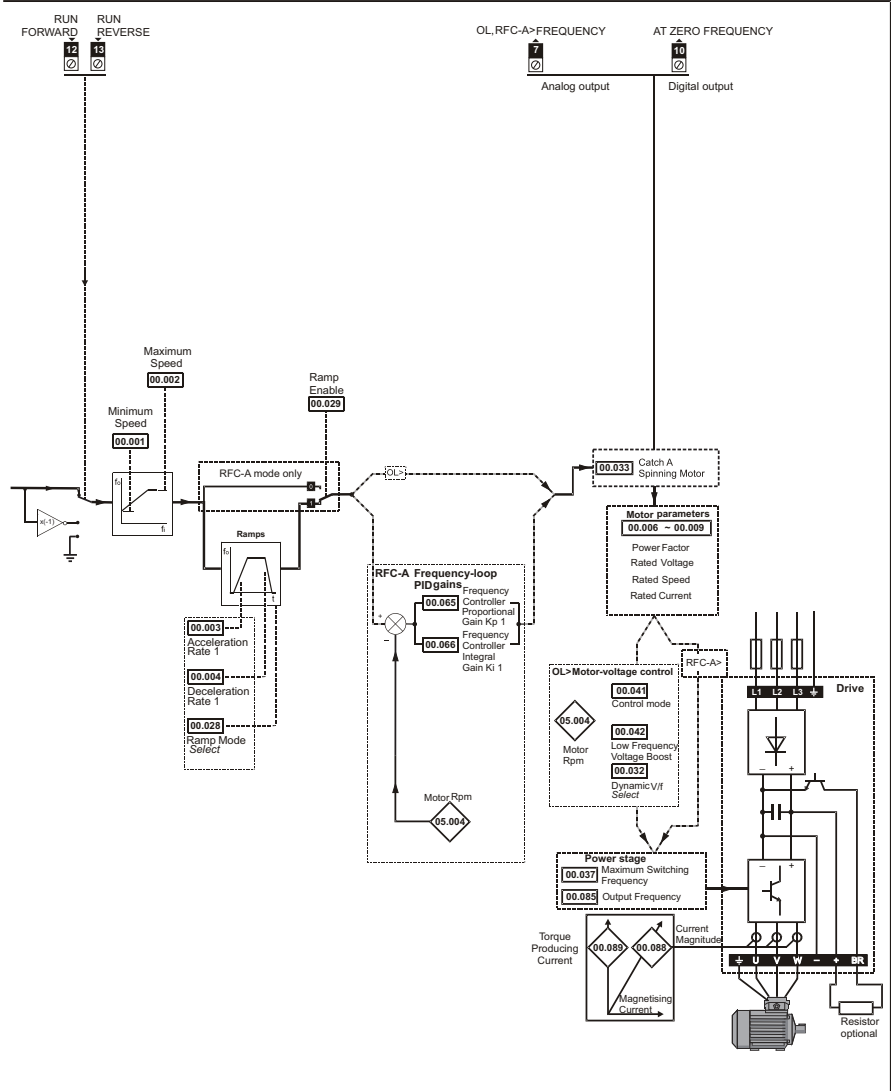 RUN
FORWARD
RUN
REVERSE
12
13
OL,RFC-A>FREQUENCY
AT ZERO FREQUENCY
7
10
Analog output
Digital output
Maximum
Speed
00.002
Minimum
Speed
00.001
Ramp
Enable
00.029
RFC-A mode only
0
1
OL>
00.033
Catch A
Spinning Motor
x(-1)
f₀
fᵢ
Ramps
f₀
t
Motor parameters
00.006 ~ 00.009
Power Factor
Rated Voltage
Rated Speed
Rated Current
RFC-A Frequency-loop
PID gains
+
−
00.065
Frequency
Controller
Proportional
Gain Kp 1
00.066
Frequency
Controller
Integral
Gain Ki 1
00.003
Acceleration
Rate 1
00.004
Deceleration
Rate 1
00.028
Ramp Mode
Select
Motor Rpm
05.004
RFC-A>
OL>Motor-voltage control
00.041
Control mode
05.004
Motor
Rpm
00.042
Low Frequency
Voltage Boost
00.032
Dynamic V/f
Select
L1 L2 L3
Drive
− +
Power stage
00.037
Maximum Switching
Frequency
00.085
Output Frequency
− +
Torque
Producing
Current
00.089
00.088
Current
Magnitude
Magnetising
Current
U V W − + BR
Resistor
optional